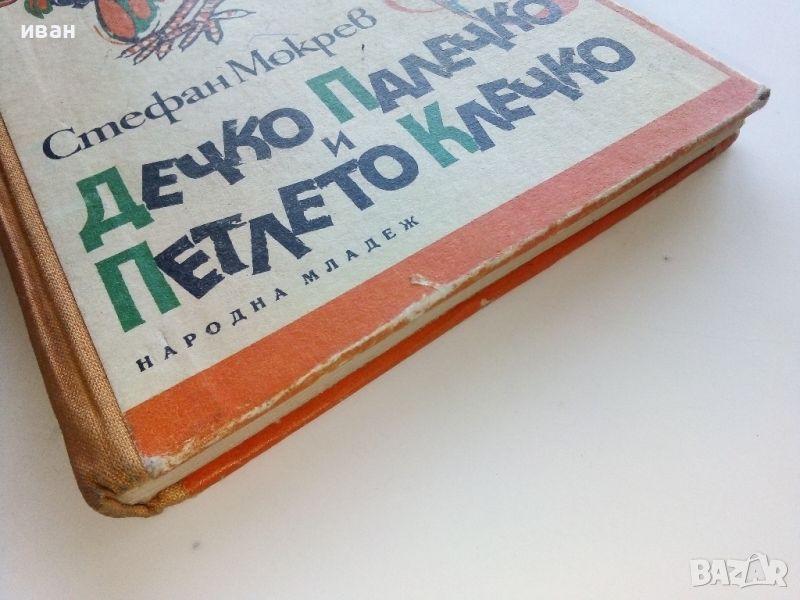 иван
Стефан Мокрев
Дечко Палечко
и
Петлето Клечко
НАРОДНА МЛАДЕЖ
BAZAR